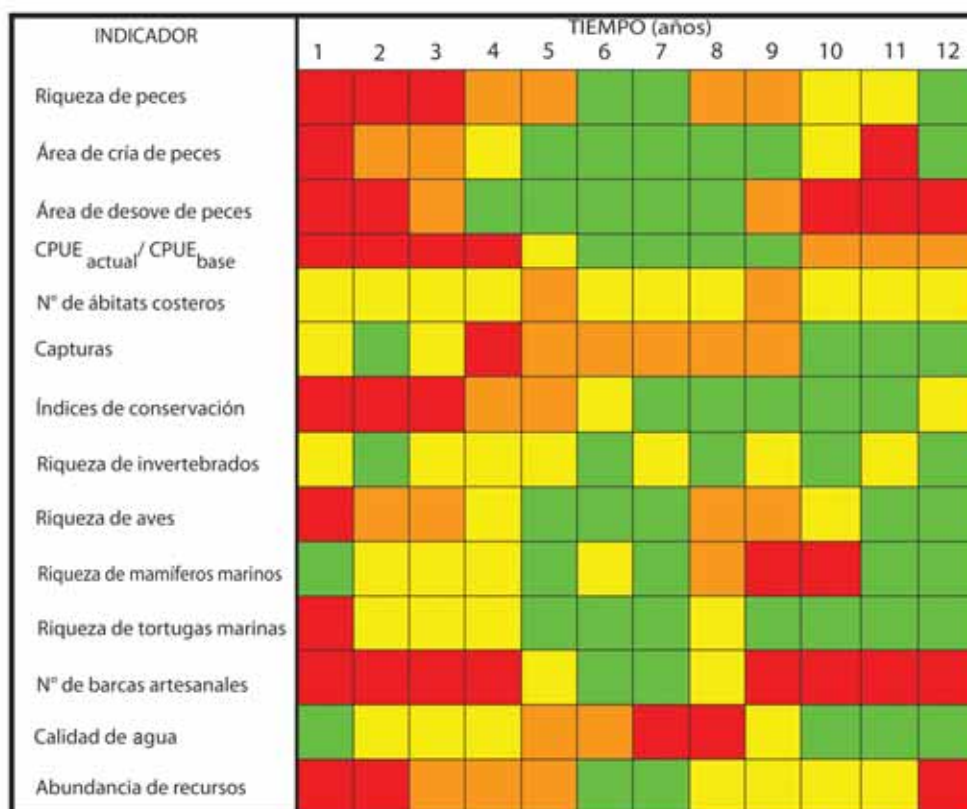 INDICADOR
TIEMPO (años)
1 2 3 4 5 6 7 8 9 10 11 12
Riqueza de peces
Área de cría de peces
Área de desove de peces
CPUE actual/ CPUE base
N° de ábitats costeros
Capturas
Índices de conservación
Riqueza de invertebrados
Riqueza de aves
Riqueza de mamíferos marinos
Riqueza de tortugas marinas
N° de barcas artesanales
Calidad de agua
Abundancia de recursos